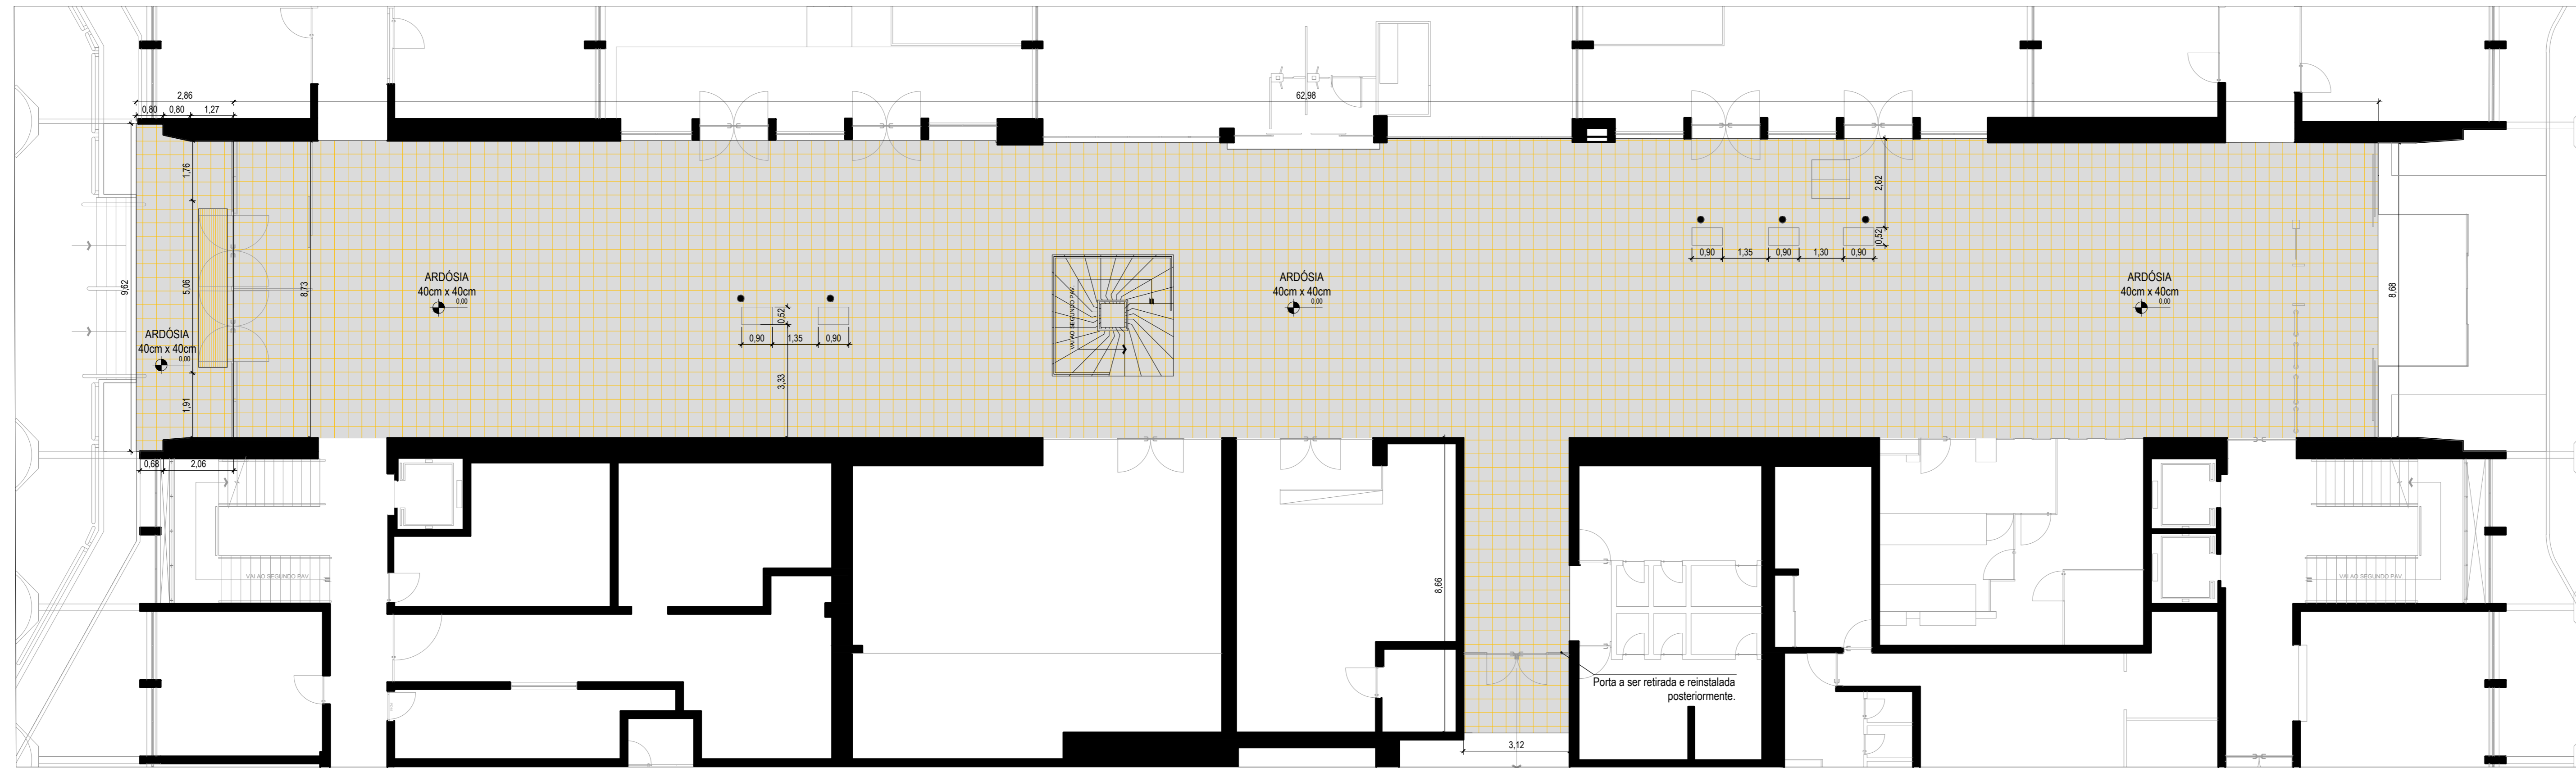 2,86
62,98
0,80
0,80
1,27
1,76
2,62
0,52
0,90
1,35
0,90
1,30
0,90
ARDÓSIA
40cm x 40cm
0,00
ARDÓSIA
40cm x 40cm
0,00
ARDÓSIA
40cm x 40cm
0,00
9,62
5,06
8,73
8,68
VAI AO SEGUNDO PAV.
0,52
0,90
1,35
0,90
ARDÓSIA
40cm x 40cm
0,00
3,33
1,91
0,68
2,06
VAI AO SEGUNDO PAV.
VAI AO SEGUNDO PAV.
8,66
Porta a ser retirada e reinstalada
posteriormente.
3,12